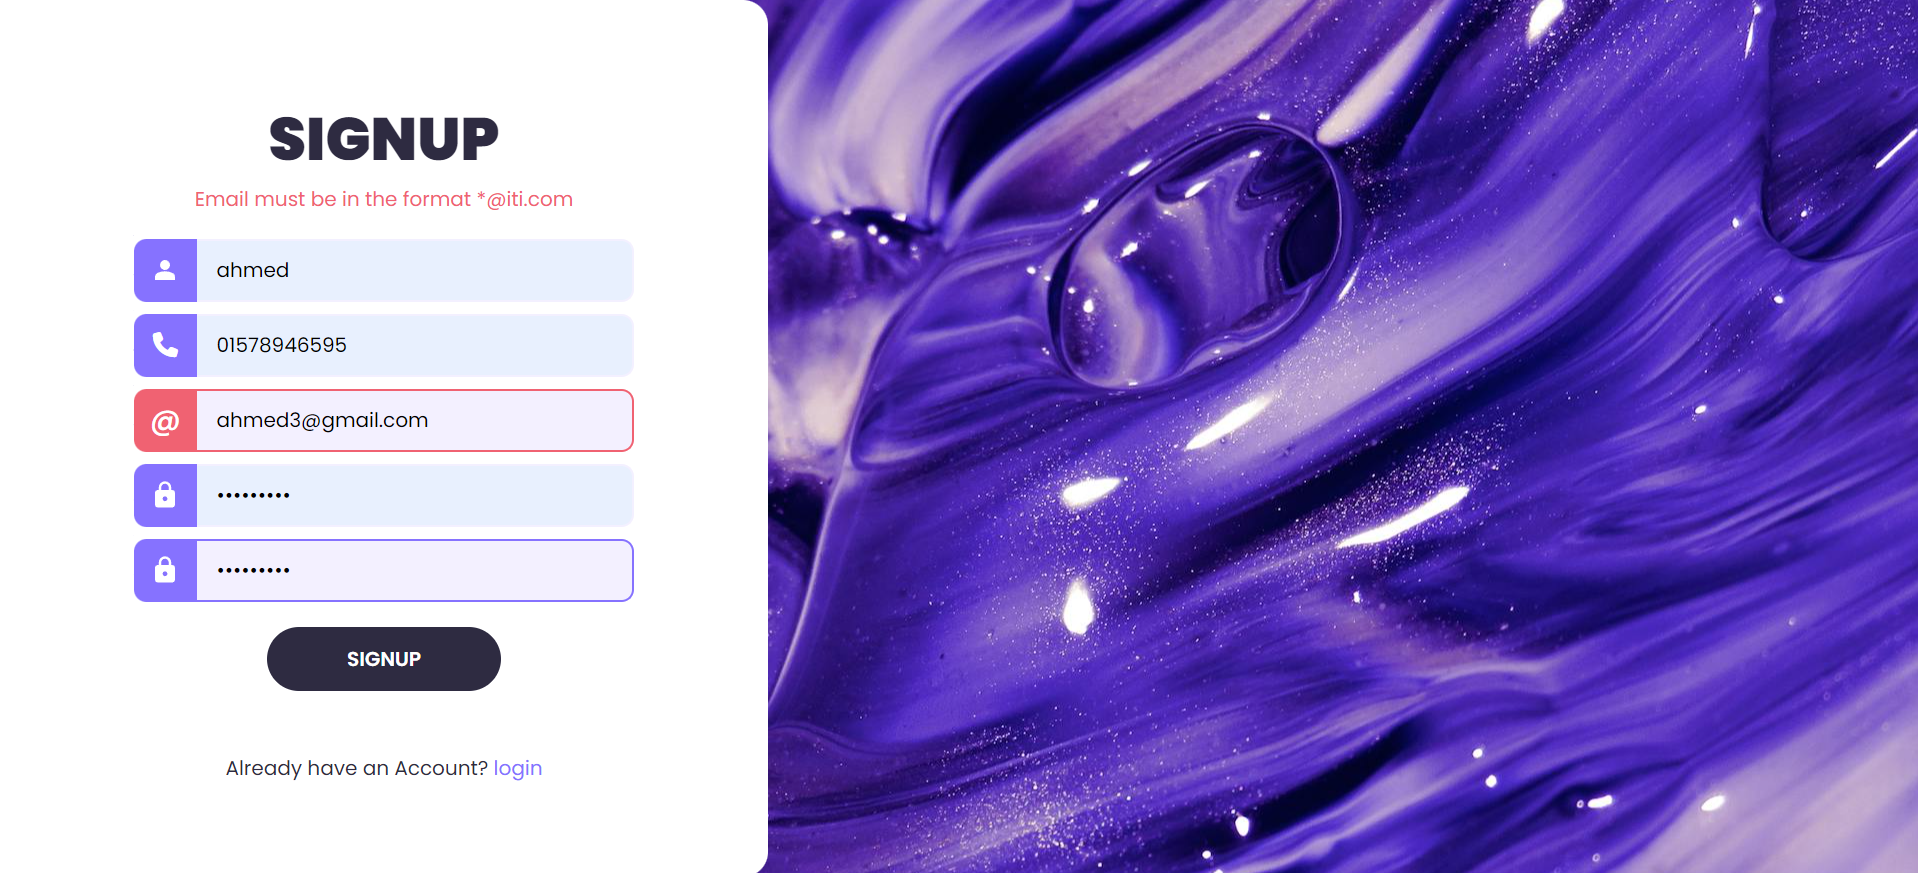 SIGNUP
Email must be in the format *@iti.com
ahmed
01578946595
@ ahmed3@gmail.com
•••••••••
•••••••••
SIGNUP
Already have an Account? login